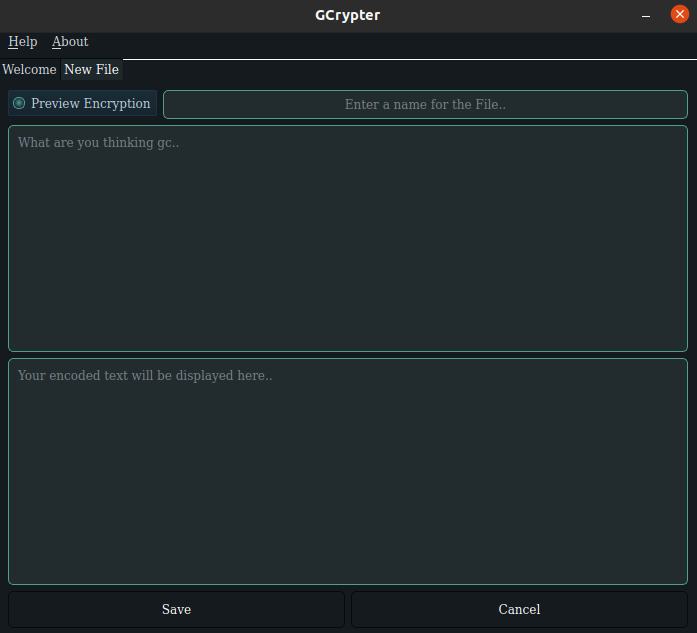 GCrypter
Help About
Welcome New File
Preview Encryption Enter a name for the File..
What are you thinking gc..
Your encoded text will be displayed here..
Save Cancel